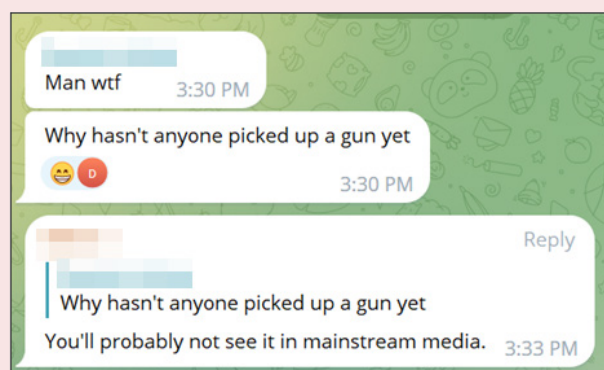 Man wtf
3:30 PM
Why hasn't anyone picked up a gun yet
D
3:30 PM
Reply
Why hasn't anyone picked up a gun yet
You'll probably not see it in mainstream media.
3:33 PM